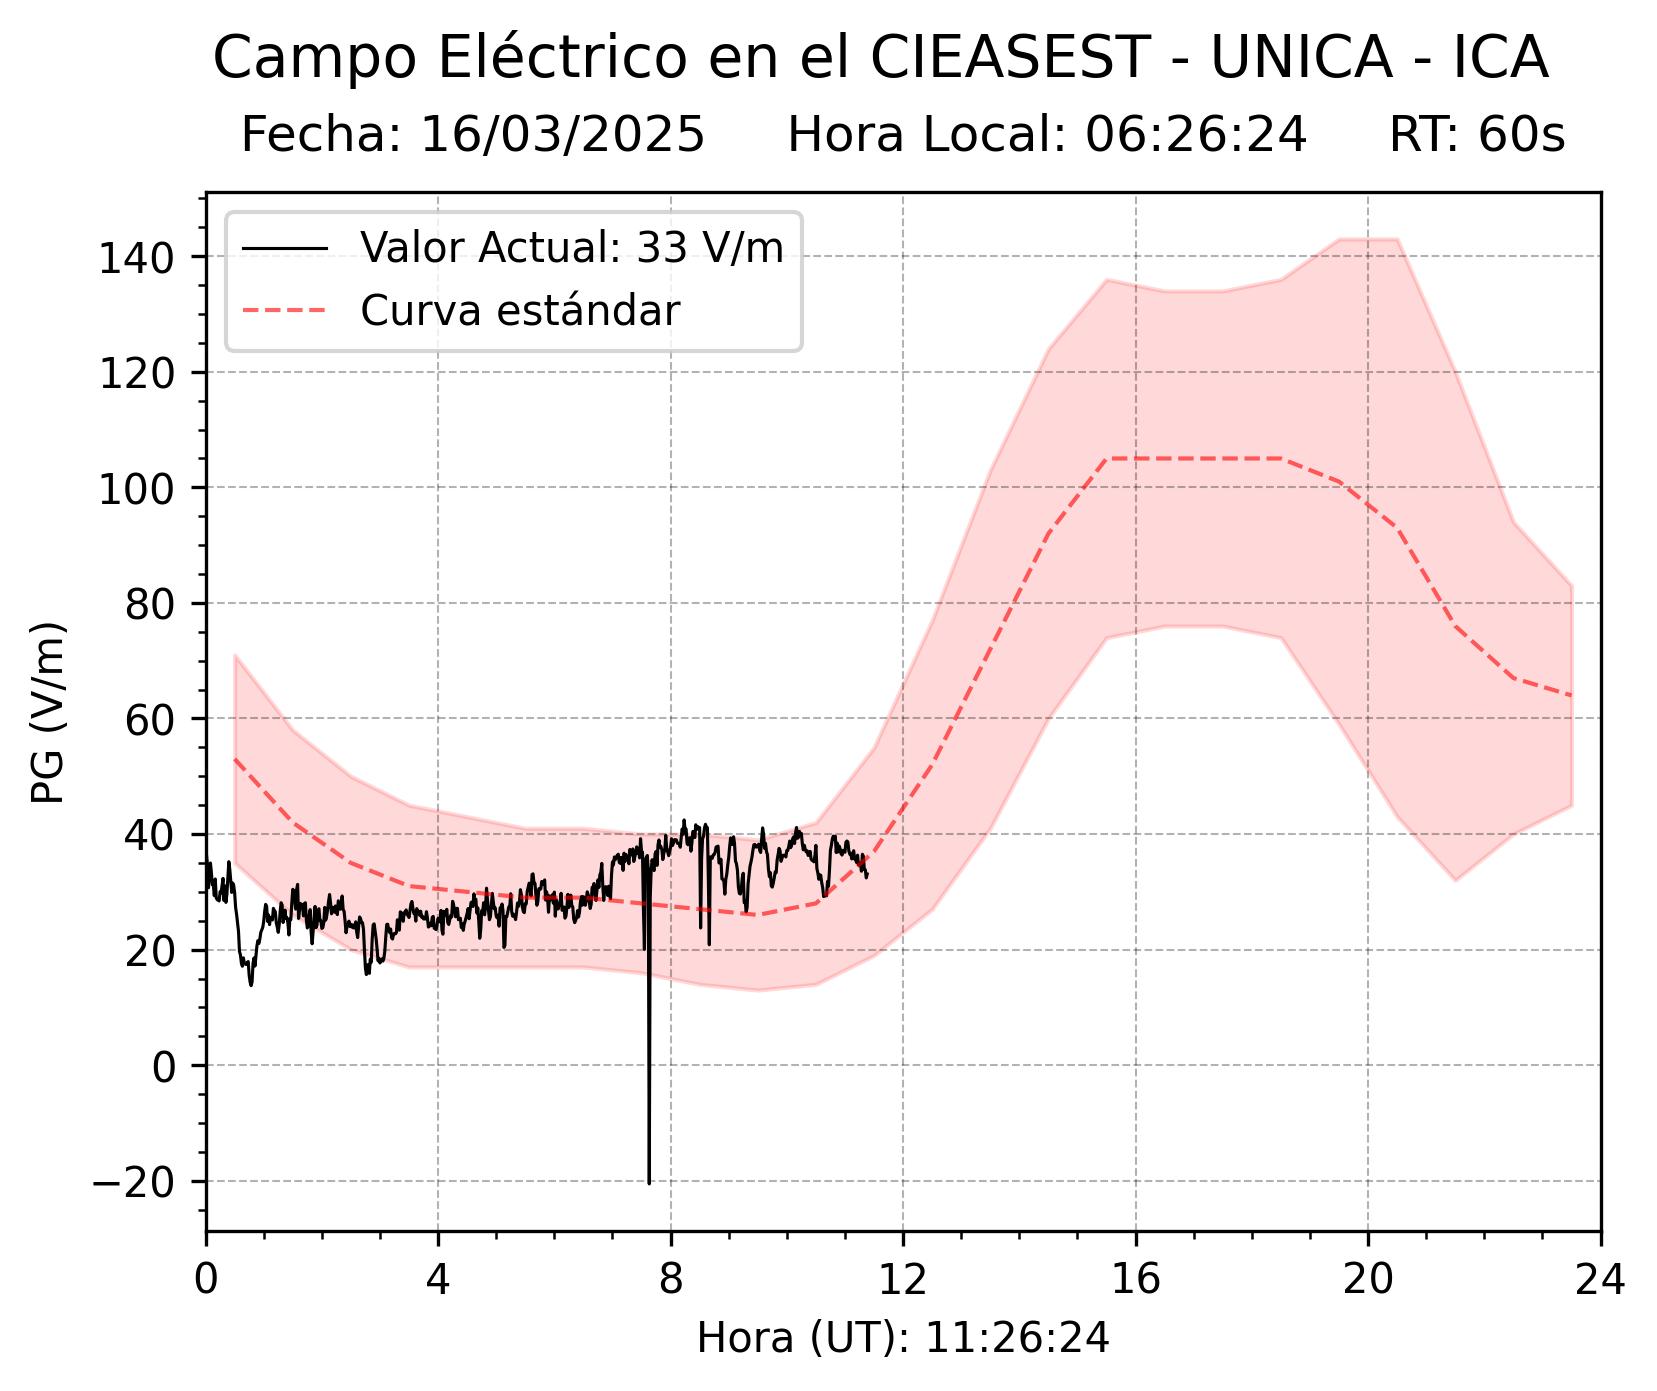 Campo Eléctrico en el CIEASEST - UNICA - ICA
Fecha: 16/03/2025 Hora Local: 06:26:24 RT: 60s
Valor Actual: 33 V/m
Curva estándar
140
120
100
80
60
40
20
0
−20
PG (V/m)
0 4 8 12 16 20 24
Hora (UT): 11:26:24